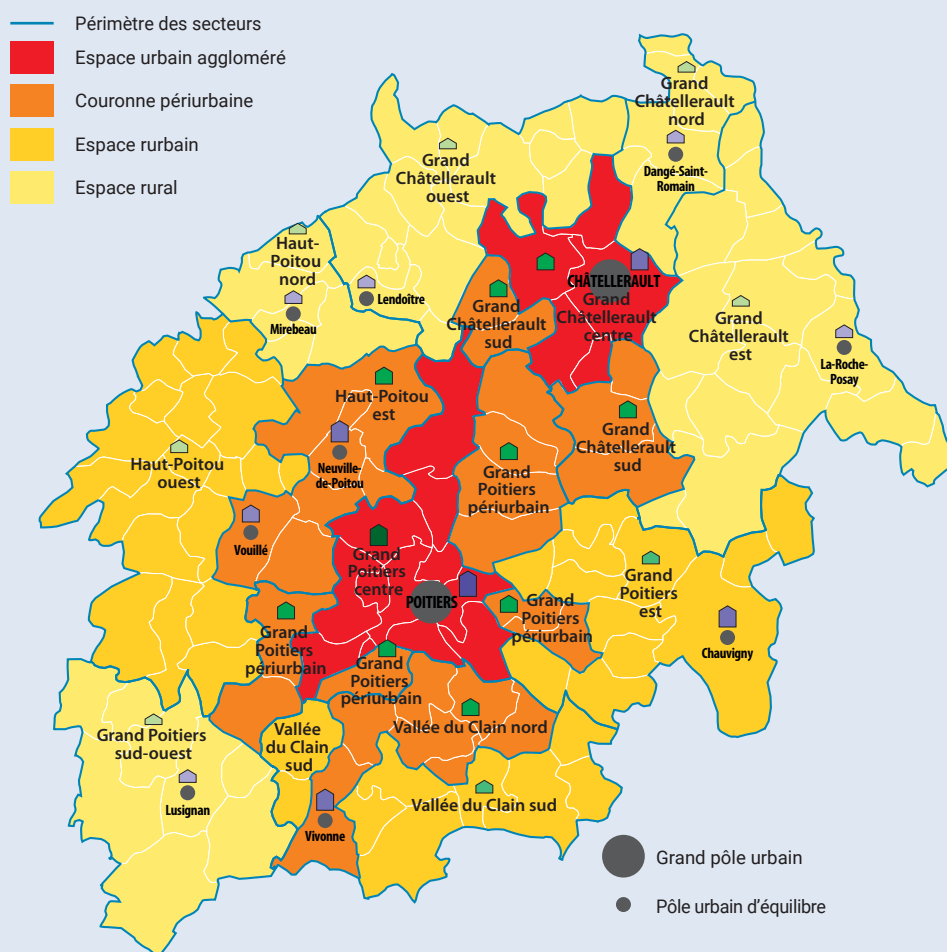 Périmètre des secteurs
Espace urbain aggloméré
Couronne périurbaine
Espace rurbain
Espace rural
Grand
Châtellerault
nord
Dangé-Saint-
Romain
Grand
Châtellerault
ouest
Haut-
Poitou
nord
Lendoître
Mirebeau
CHÂTELLERAULT
Grand
Châtellerault
centre
Grand
Châtellerault
sud
Grand
Châtellerault
est
La-Roche-
Posay
Haut-Poitou
est
Neuville-
de-Poitou
Haut-Poitou
ouest
Grand
Châtellerault
sud
Grand
Poitiers
périurbain
Vouillé
Grand
Poitiers
centre
POITIERS
Grand
Poitiers
est
Grand
Poitiers
périurbain
Grand
Poitiers
périurbain
Chauvigny
Grand
Poitiers
périurbain
Vallée du Clain nord
Vallée
du Clain
sud
Grand Poitiers
sud-ouest
Lusignan
Vallée du Clain sud
Vivonne
Grand pôle urbain
Pôle urbain d'équilibre